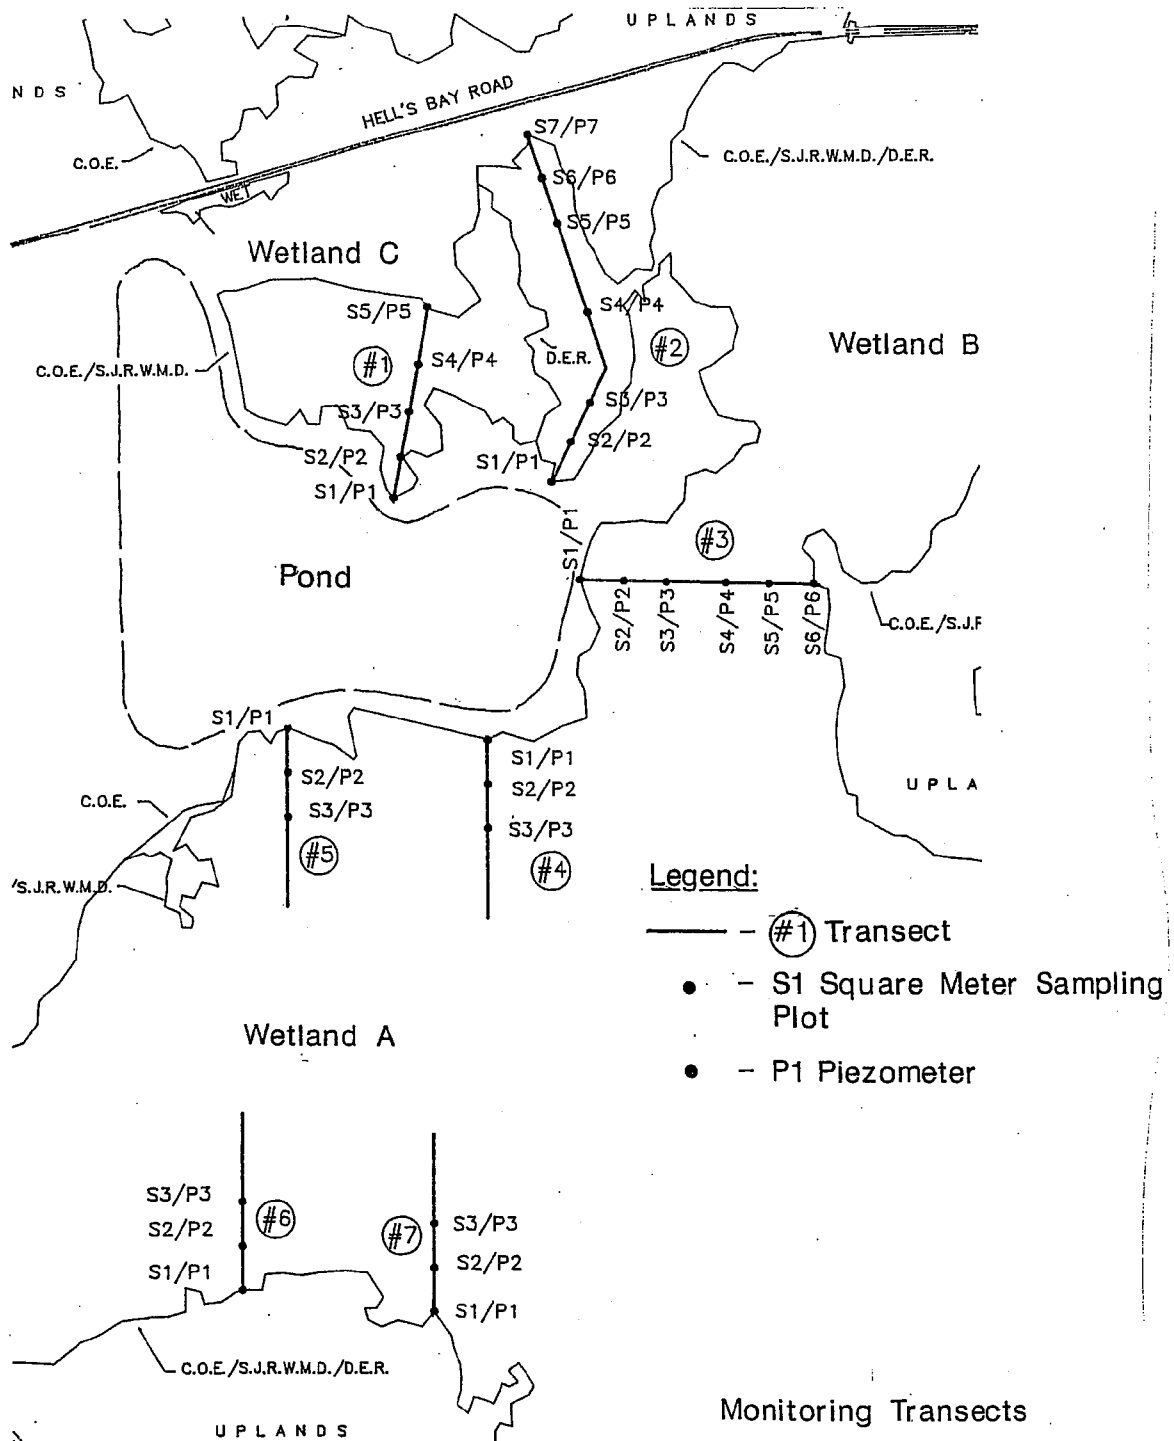 UPLANDS
NDS
HELL'S BAY ROAD
C.O.E.
WET
C.O.E./S.J.R.W.M.D./D.E.R.
S7/P7
S6/P6
S5/P5
Wetland C
S5/P5
S4/P4
#1
#2
Wetland B
D.E.R.
S4/P4
C.O.E./S.J.R.W.M.D.
S3/P3
S3/P3
S2/P2
S2/P2
S1/P1
S1/P1
S1/P1
#3
Pond
S2/P2
S3/P3
S4/P4
S5/P5
S6/P6
C.O.E./S.J.R
S1/P1
S1/P1
S2/P2
S2/P2
UPLA
C.O.E.
S3/P3
S3/P3
#5
#4
Legend:
/S.J.R.W.M.D.
– #1 Transect
– S1 Square Meter Sampling
Plot
Wetland A
– P1 Piezometer
S3/P3
#6
S3/P3
S2/P2
#7
S2/P2
S1/P1
S1/P1
C.O.E./S.J.R.W.M.D./D.E.R.
Monitoring Transects
UPLANDS